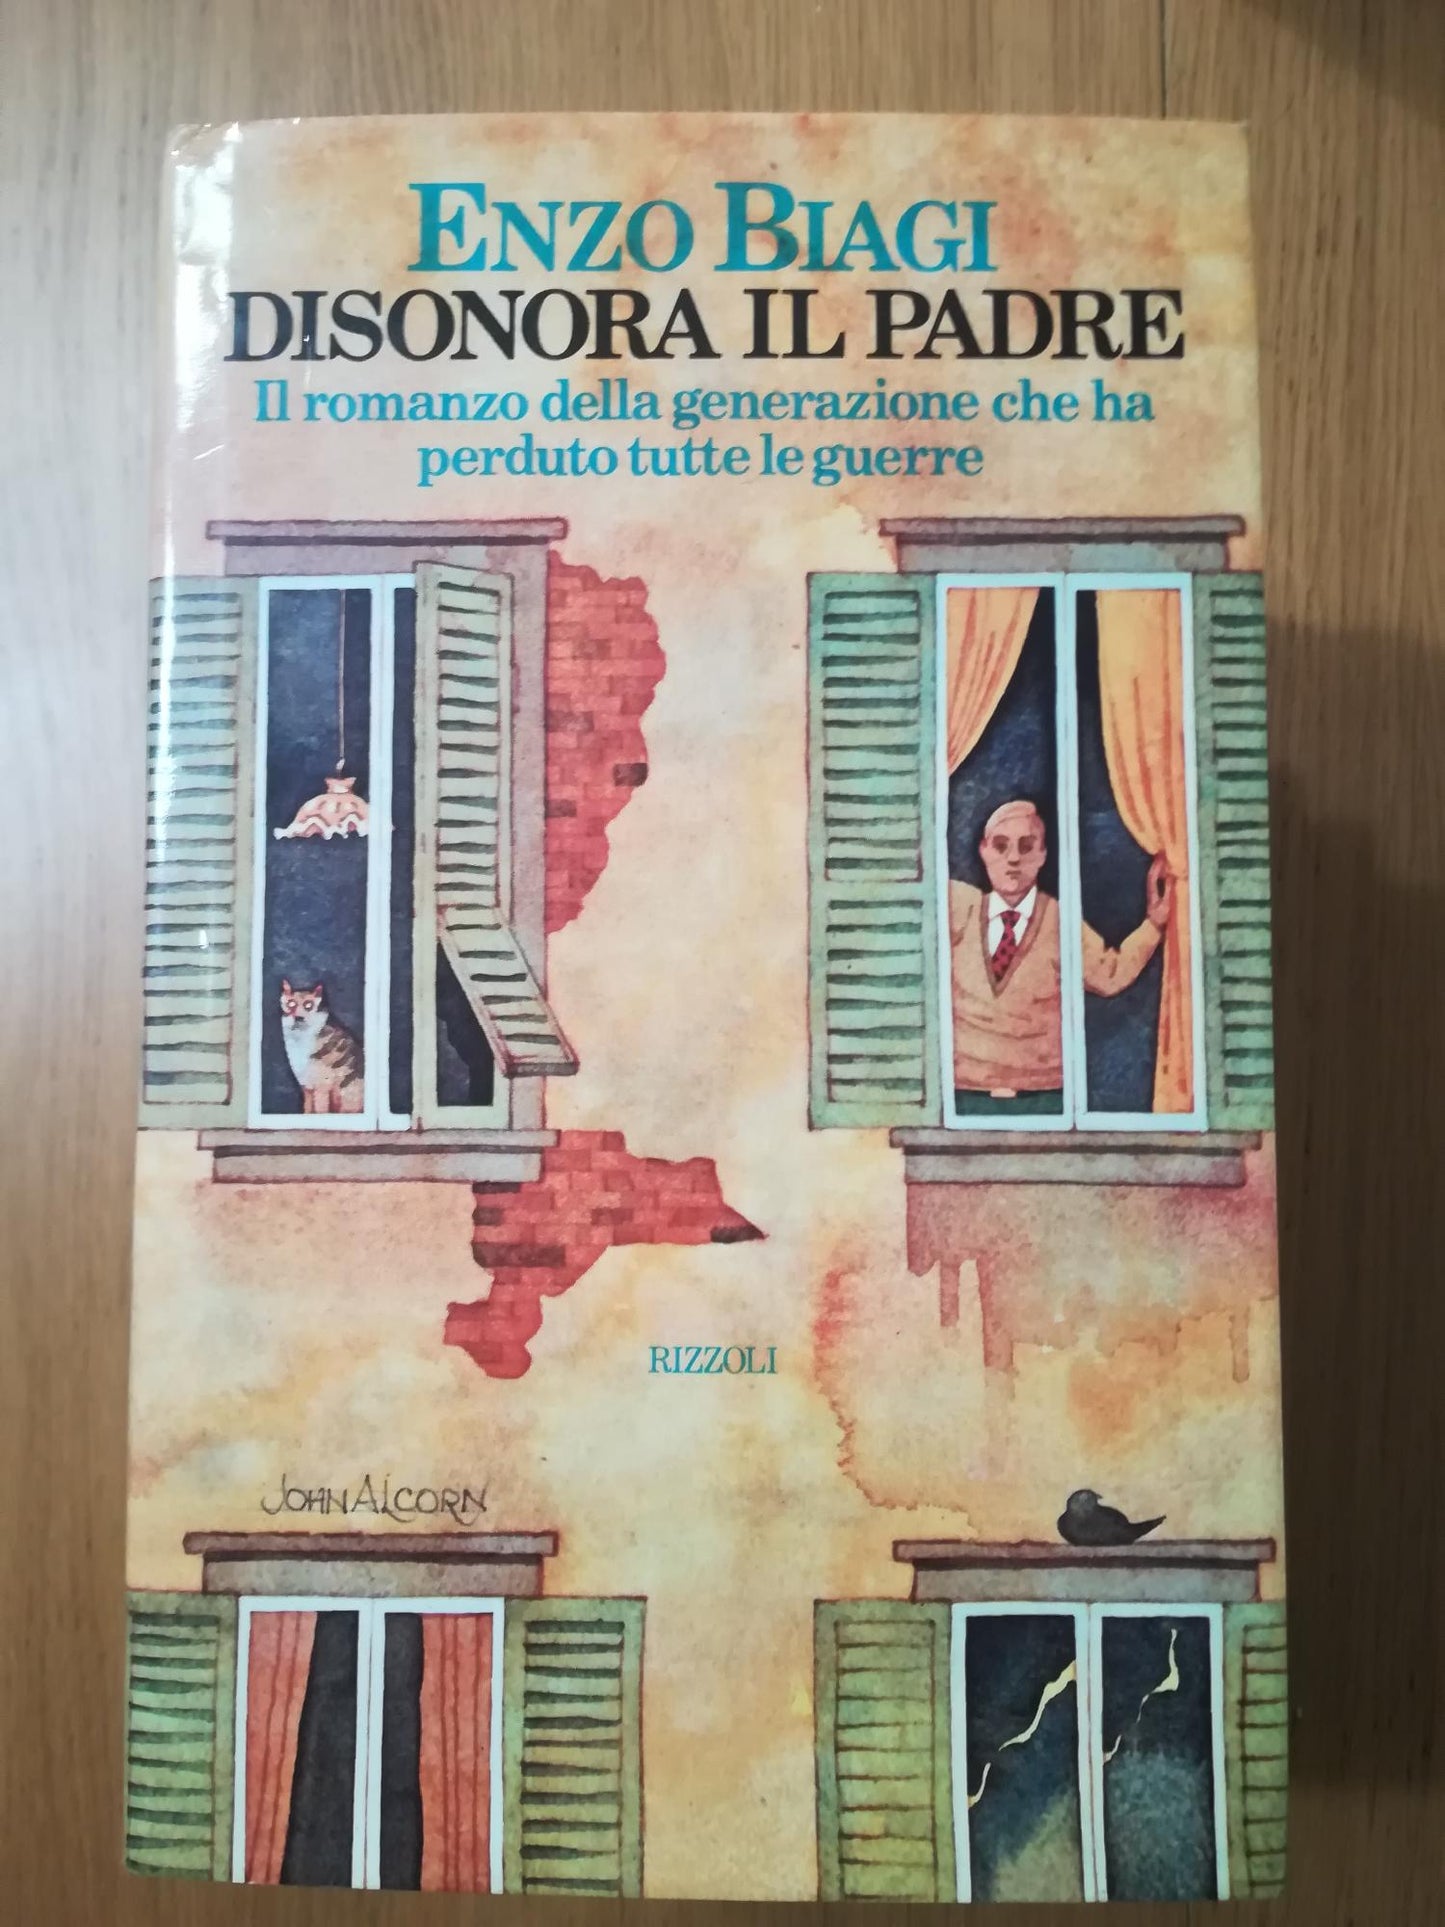 ENZO BIAGI
DISONORA IL PADRE
Il romanzo della generazione che ha
perduto tutte le guerre
RIZZOLI
JOHN ALCORN